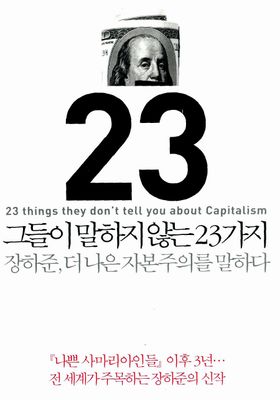 23
23 things they don't tell you about Capitalism
그들이 말하지 않는 23가지
장하준, 더 나은 자본주의를 말하다
『나쁜 사마리아인들』 이후 3년…
전 세계가 주목하는 장하준의 신작